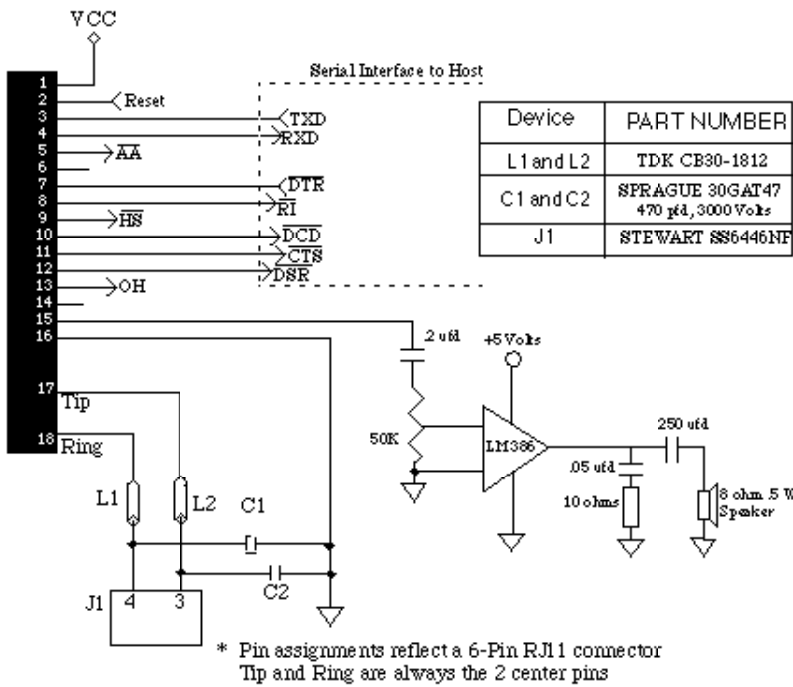 VCC
Serial Interface to Host
1
2 Reset
3 TXD
4 RXD
5 AA
6
7 DTR
8 RI
9 HS
10 DCD
11 CTS
12 DSR
13 OH
14
15
16
17 Tip
18 Ring
Device PART NUMBER
L1 and L2 TDK CB30-1812
C1 and C2 SPRAGUE 30GAT47
470 pfd, 3000 Volts
J1 STEWART SS6446NF
.2 ufd
+5 Volts
50K
LM386
250 ufd
.05 ufd
10 ohms
8 ohm .5 W
Speaker
L1
L2
C1
C2
J1 4 3
* Pin assignments reflect a 6-Pin RJ11 connector
Tip and Ring are always the 2 center pins